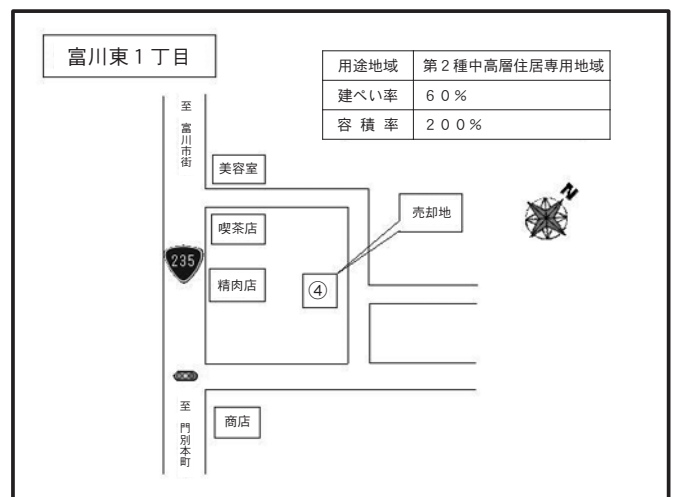 富川東1丁目
用途地域 第2種中高層住居専用地域
建ぺい率 60%
容積率 200%
至 富川市街
美容室
売却地
N
喫茶店
235
精肉店
④
至 門別本町
商店